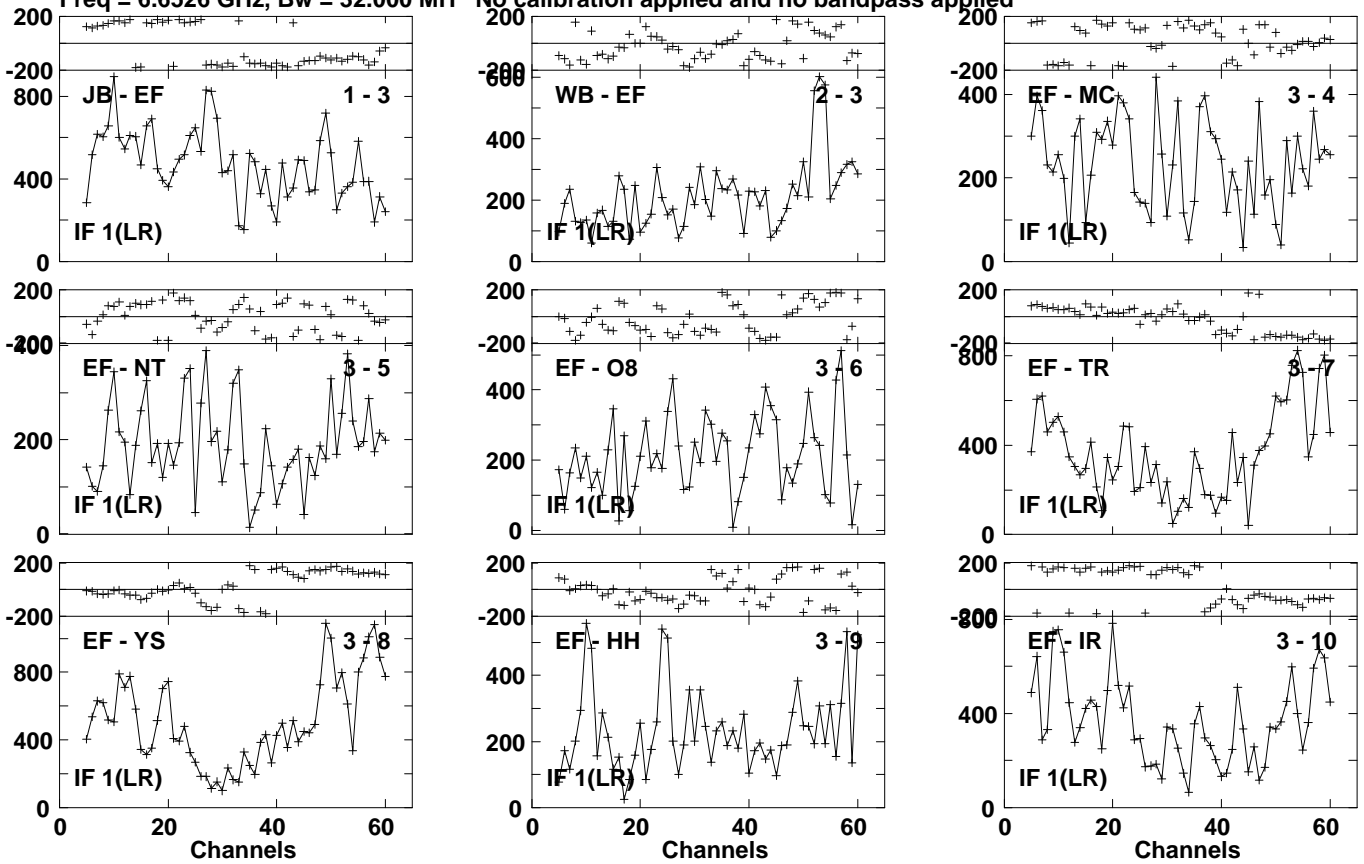 Freq = 6.6526 GHz, Bw = 32.000 MH No calibration applied and no bandpass applied
200
-200
800
400
0
JB - EF 1 - 3
IF 1(LR)
200
-200
600
400
200
0
WB - EF 2 - 3
IF 1(LR)
200
-200
400
200
0
EF - MC 3 - 4
IF 1(LR)
200
-200
400
200
0
EF - NT 3 - 5
IF 1(LR)
200
-200
400
200
0
EF - O8 3 - 6
IF 1(LR)
200
-200
800
400
0
EF - TR 3 - 7
IF 1(LR)
200
-200
800
400
0
EF - YS 3 - 8
IF 1(LR)
0 20 40 60
Channels
200
-200
400
200
0
EF - HH 3 - 9
IF 1(LR)
0 20 40 60
Channels
200
-200
800
400
0
EF - IR 3 - 10
IF 1(LR)
0 20 40 60
Channels